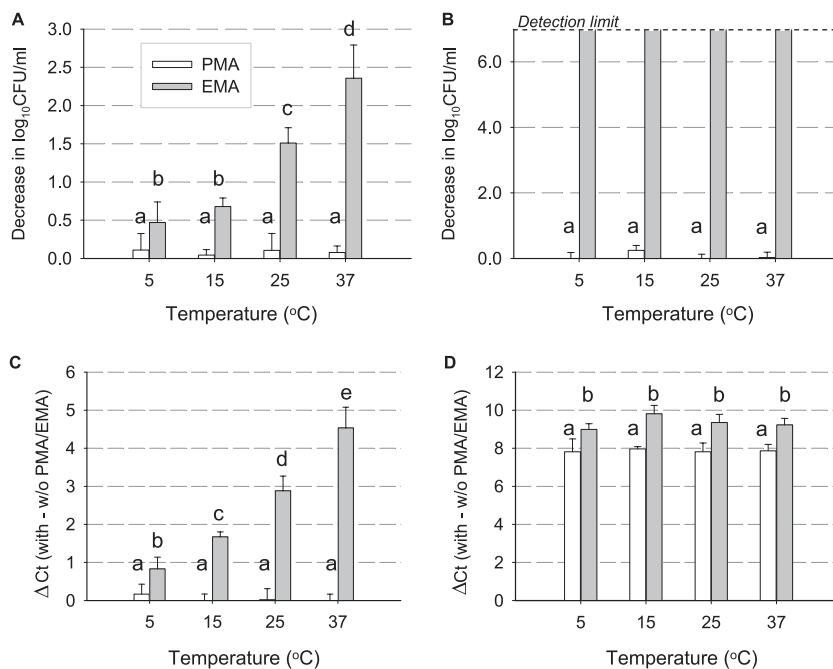 A
Decrease in log10CFU/ml
3.0
2.5
2.0
1.5
1.0
0.5
0.0
PMA
EMA
a
b
a
b
a
c
a
d
5
15
25
37
Temperature (oC)
B
Detection limit
Decrease in log10CFU/ml
6.0
4.0
2.0
0.0
a
a
a
a
5
15
25
37
Temperature (oC)
C
ΔCt (with - w/o PMA/EMA)
6
5
4
3
2
1
0
a
b
a
c
a
d
a
e
5
15
25
37
Temperature (oC)
D
ΔCt (with - w/o PMA/EMA)
12
10
8
6
4
2
0
a
b
a
b
a
b
a
b
5
15
25
37
Temperature (oC)